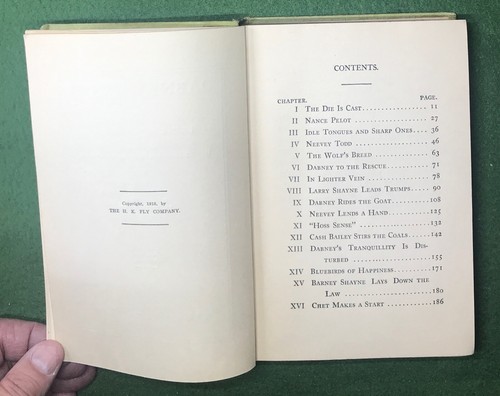 Copyright, 1918, by
THE H. K. FLY COMPANY.
CONTENTS.
CHAPTER. PAGE.
I THE DIE IS CAST .................. 11
II NANCE PELOT ..................... 27
III IDLE TONGUES AND SHARP ONES .... 36
IV NEEVEY TODD ..................... 46
V THE WOLF'S BREED ................ 63
VI DARNEY TO THE RESCUE ............ 71
VII IN LIGHTER VEIN ................. 78
VIII LARRY SHAYNE LEADS TRUMPS ...... 90
IX DARNEY RIDES THE GOAT .......... 108
X NEEVEY LENDS A HAND ............ 125
XI "HOSS SENSE" ................... 132
XII CASH BAILEY STIRS THE COALS ..... 142
XIII DARNEY'S TRANQUILLITY IS DIS-
TURBED ................... 155
XIV BLUEBIRDS OF HAPPINESS ......... 171
XV BARNEY SHAYNE LAYS DOWN THE
LAW ...................... 180
XVI CHET MAKES A START ............. 186